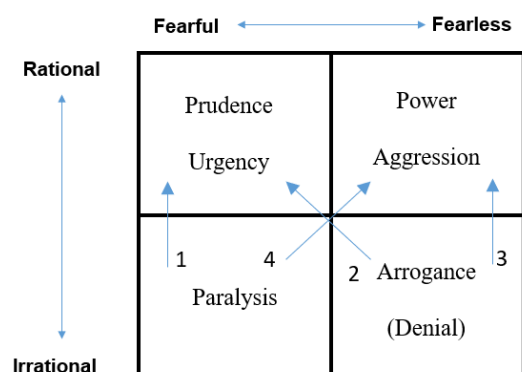 Fearful Fearless
Rational
Prudence
Urgency
Power
Aggression
1
4
2
3
Paralysis
Arrogance
(Denial)
Irrational